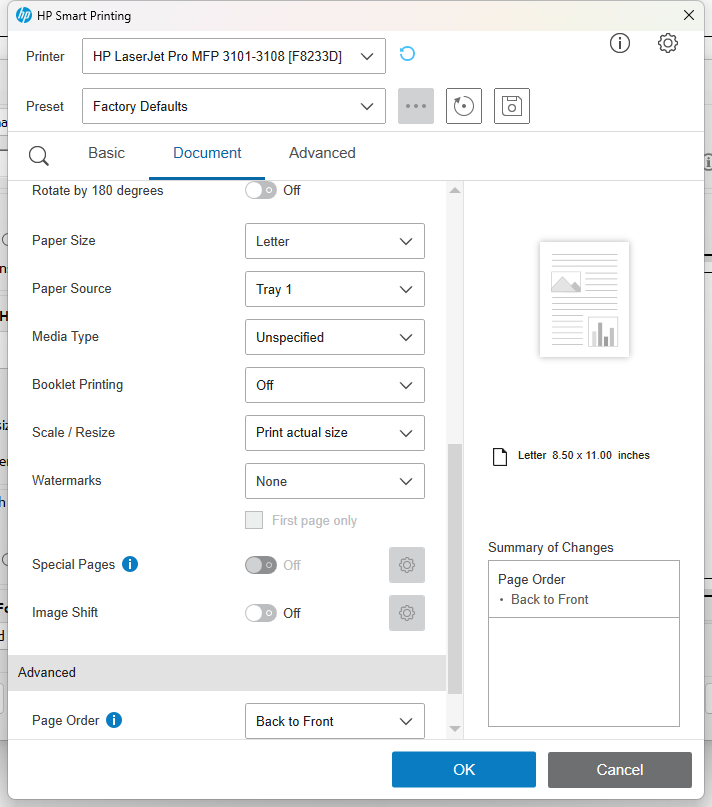 hp HP Smart Printing
Printer HP LaserJet Pro MFP 3101-3108 [F8233D]
Preset Factory Defaults
Basic Document Advanced
Rotate by 180 degrees Off
Paper Size Letter
Paper Source Tray 1
Media Type Unspecified
Booklet Printing Off
Scale / Resize Print actual size
Watermarks None
First page only
Special Pages Off
Image Shift Off
Advanced
Page Order Back to Front
Letter 8.50 x 11.00 inches
Summary of Changes
Page Order
• Back to Front
OK Cancel